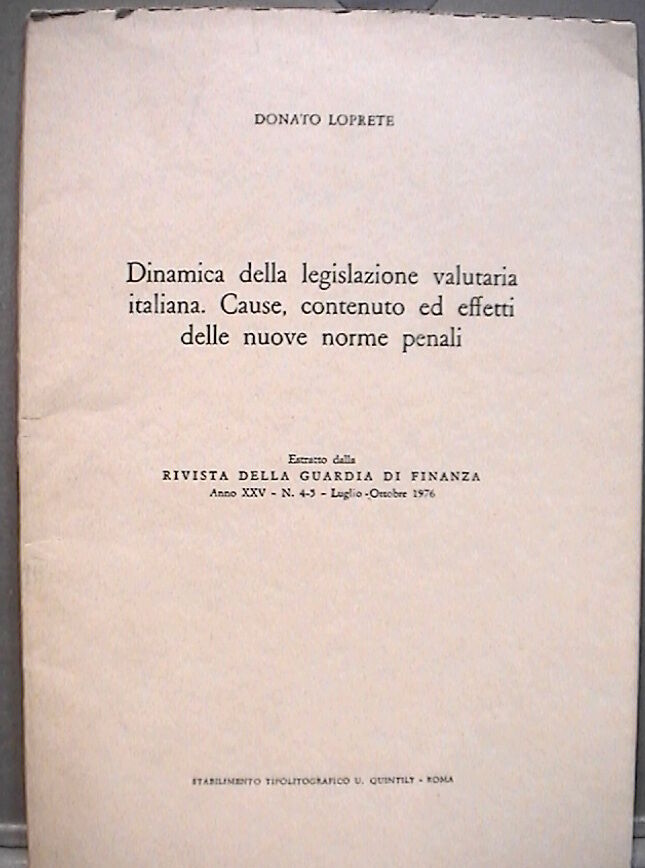 DONATO LOPRETE
Dinamica della legislazione valutaria
italiana. Cause, contenuto ed effetti
delle nuove norme penali
Estratto dalla
RIVISTA DELLA GUARDIA DI FINANZA
Anno XXV - N. 4-5 - Luglio-Ottobre 1976
STABILIMENTO TIPOLITOGRAFICO U. QUINTILY - ROMA